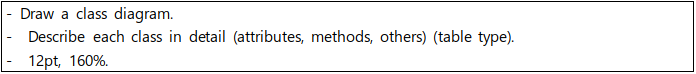 - Draw a class diagram.
- Describe each class in detail (attributes, methods, others) (table type).
- 12pt, 160%.